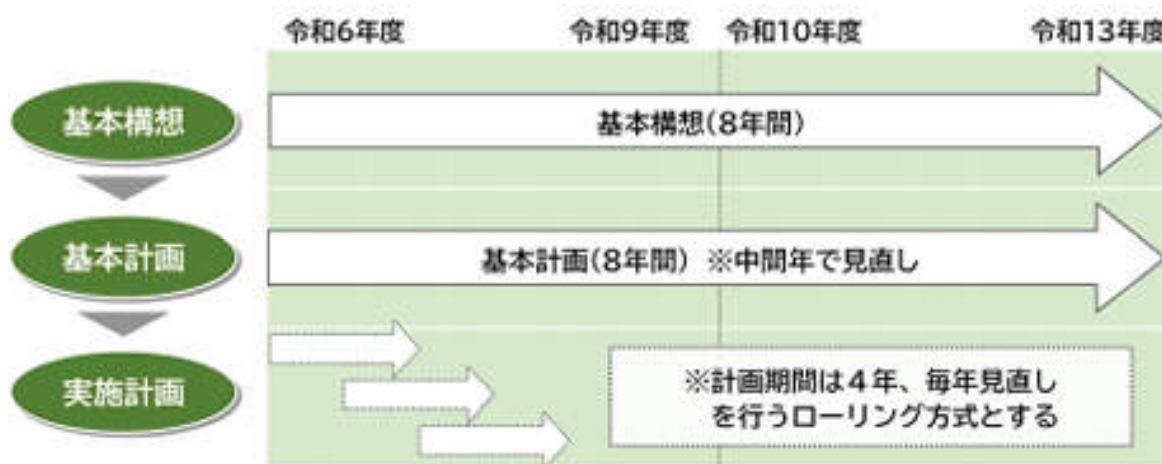 令和6年度 令和9年度 令和10年度 令和13年度
基本構想
基本構想(8年間)
基本計画
基本計画(8年間) ※中間年で見直し
実施計画
※計画期間は4年、毎年見直し
を行うローリング方式とする